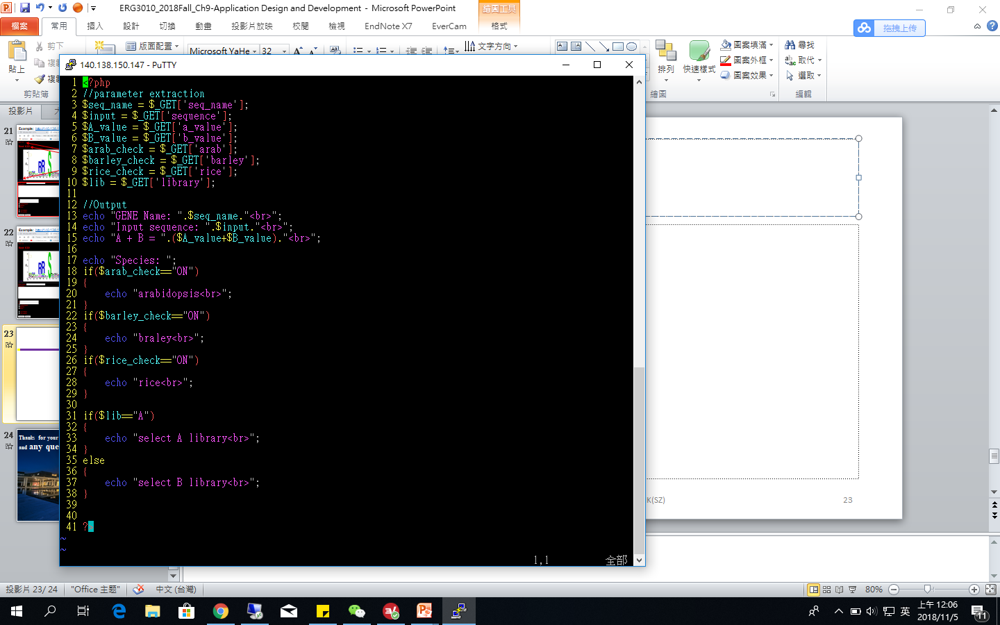 ERG3010_2018Fall_Ch9-Application Design and Development - Microsoft PowerPoint
繪圖工具
檔案 常用 插入 設計 切換 動畫 投影片放映 校閱 檢視 EndNote X7 EverCam 格式
拖拽上传
貼上
剪下
剪貼簿
版面配置
Microsoft YaHe 32
文字方向
排列
快速樣式
圖案填滿
圖案外框
圖案效果
繪圖
尋找
取代
選取
編輯
投影片
140.138.150.147 - PuTTY
1 <?php
2 //parameter extraction
3 $seq_name = $_GET['seq_name'];
4 $input = $_GET['sequence'];
5 $A_value = $_GET['a_value'];
6 $B_value = $_GET['b_value'];
7 $arab_check = $_GET['arab'];
8 $barley_check = $_GET['barley'];
9 $rice_check = $_GET['rice'];
10 $lib = $_GET['library'];
11
12 //Output
13 echo "GENE Name: ".$seq_name."<br>";
14 echo "Input sequence: ".$input."<br>";
15 echo "A + B = ".($A_value+$B_value)."<br>";
16
17 echo "Species: ";
18 if($arab_check=="ON")
19 {
20     echo "arabidopsis<br>";
21 }
22 if($barley_check=="ON")
23 {
24     echo "braley<br>";
25 }
26 if($rice_check=="ON")
27 {
28     echo "rice<br>";
29 }
30
31 if($lib=="A")
32 {
33     echo "select A library<br>";
34 }
35 else
36 {
37     echo "select B library<br>";
38 }
39
40
41 ?>
~
~
1,1 全部
21
Example:
22
Example:
23
24
Thank for your
and any que
K(SZ)
23
投影片 23/ 24 "Office 主題" 中文 (台灣)
80%
英
上午 12:06
2018/11/5
11